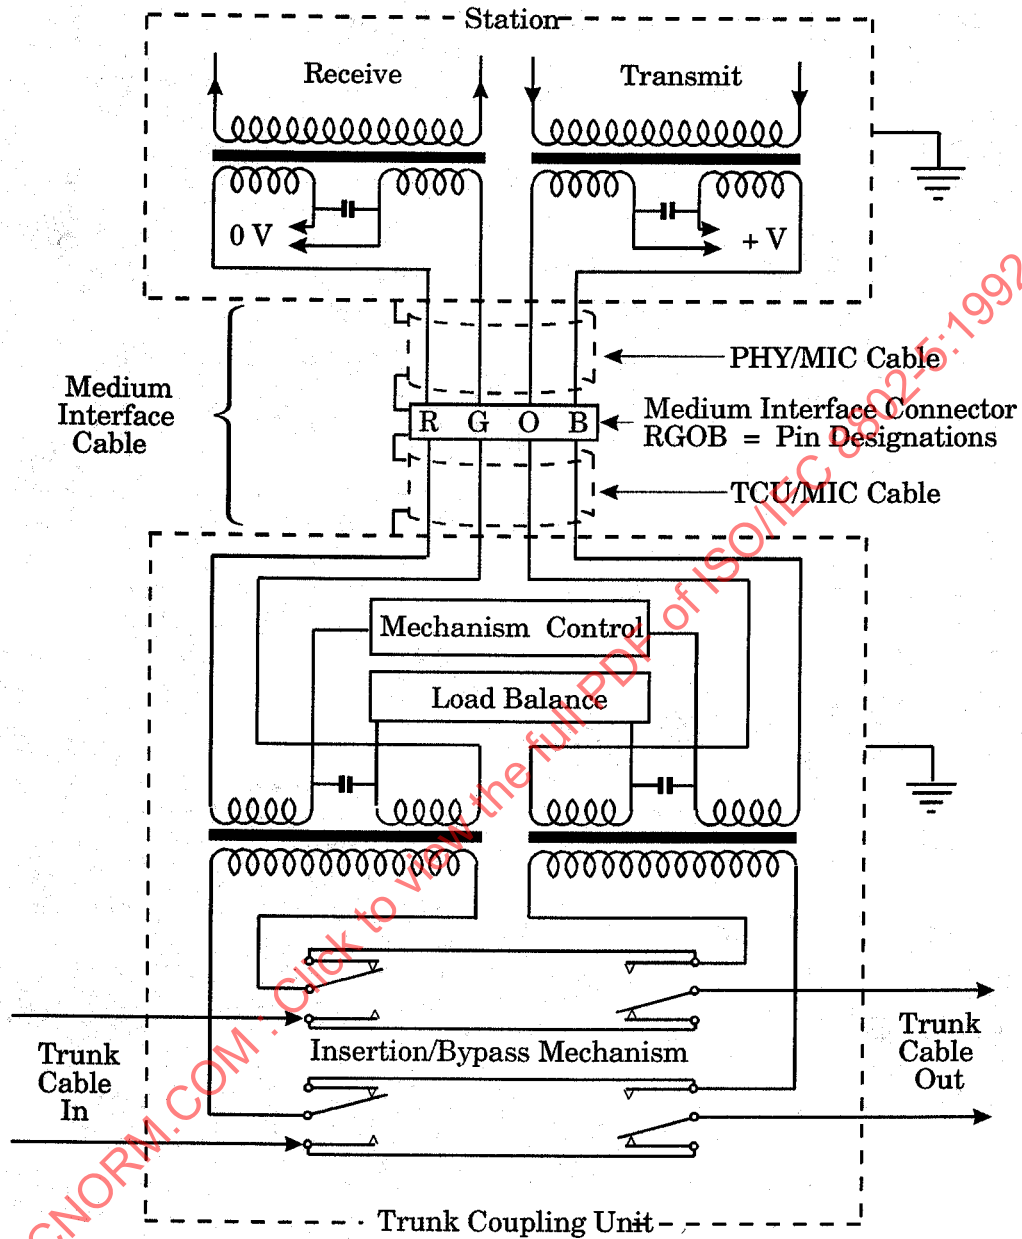 Station
Receive
Transmit
0 V
+ V
PHY/MIC Cable
Medium
Interface
Cable
R G O B
Medium Interface Connector
RGOB = Pin Designations
TCU/MIC Cable
Mechanism Control
Load Balance
Insertion/Bypass Mechanism
Trunk
Cable
In
Trunk
Cable
Out
Trunk Coupling Unit
CNORM.COM : Click to view the full PDF of ISO/IEC 8802-5:1992